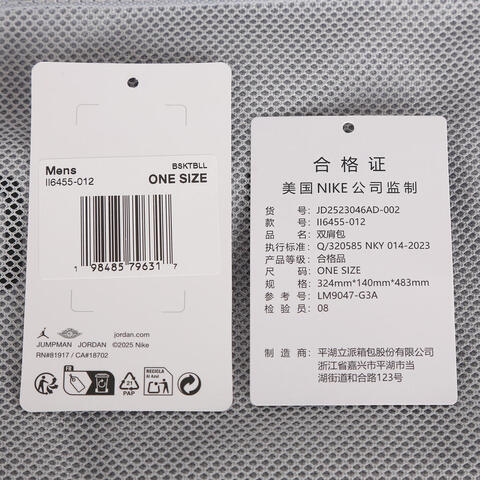 Mens
BSKTBLL
II6455-012
ONE SIZE
1 98485 79631 7
JUMPMAN
JORDAN
jordan.com
©2025 Nike
RN#81917 / CA#18702
FR
21
PAP
RECICLA
Al Azul
合格证
美国NIKE公司监制
货 号: JD2523046AD-002
款 号: II6455-012
品 名: 双肩包
执行标准: Q/320585 NKY 014-2023
产品等级: 合格品
尺 码: ONE SIZE
规 格: 324mm*140mm*483mm
参 考 号: LM9047-G3A
检 验 员: 08
制 造 商: 平湖立派箱包股份有限公司
浙江省嘉兴市平湖市当
湖街道和合路123号